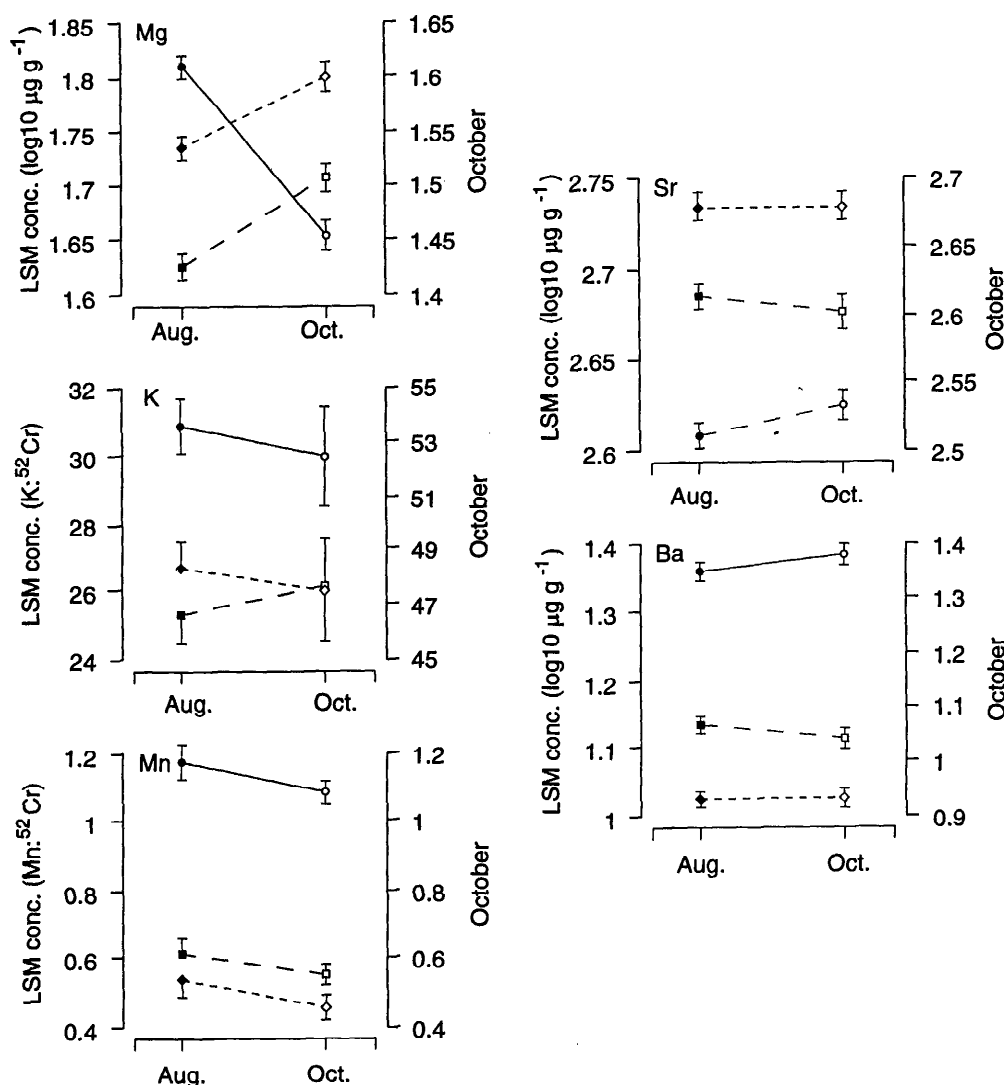 Mg
LSM conc. (log10 µg g⁻¹)
1.85
1.8
1.75
1.7
1.65
1.6
1.65
1.6
1.55
1.5
1.45
1.4
October
Aug.
Oct.
K
LSM conc. (K:⁵²Cr)
32
30
28
26
24
55
53
51
49
47
45
October
Aug.
Oct.
Mn
LSM conc. (Mn:⁵²Cr)
1.2
1
0.8
0.6
0.4
1.2
1
0.8
0.6
0.4
October
Aug.
Oct.
Sr
LSM conc. (log10 µg g⁻¹)
2.75
2.7
2.65
2.6
2.7
2.65
2.6
2.55
2.5
October
Aug.
Oct.
Ba
LSM conc. (log10 µg g⁻¹)
1.4
1.3
1.2
1.1
1
1.4
1.3
1.2
1.1
1
0.9
October
Aug.
Oct.